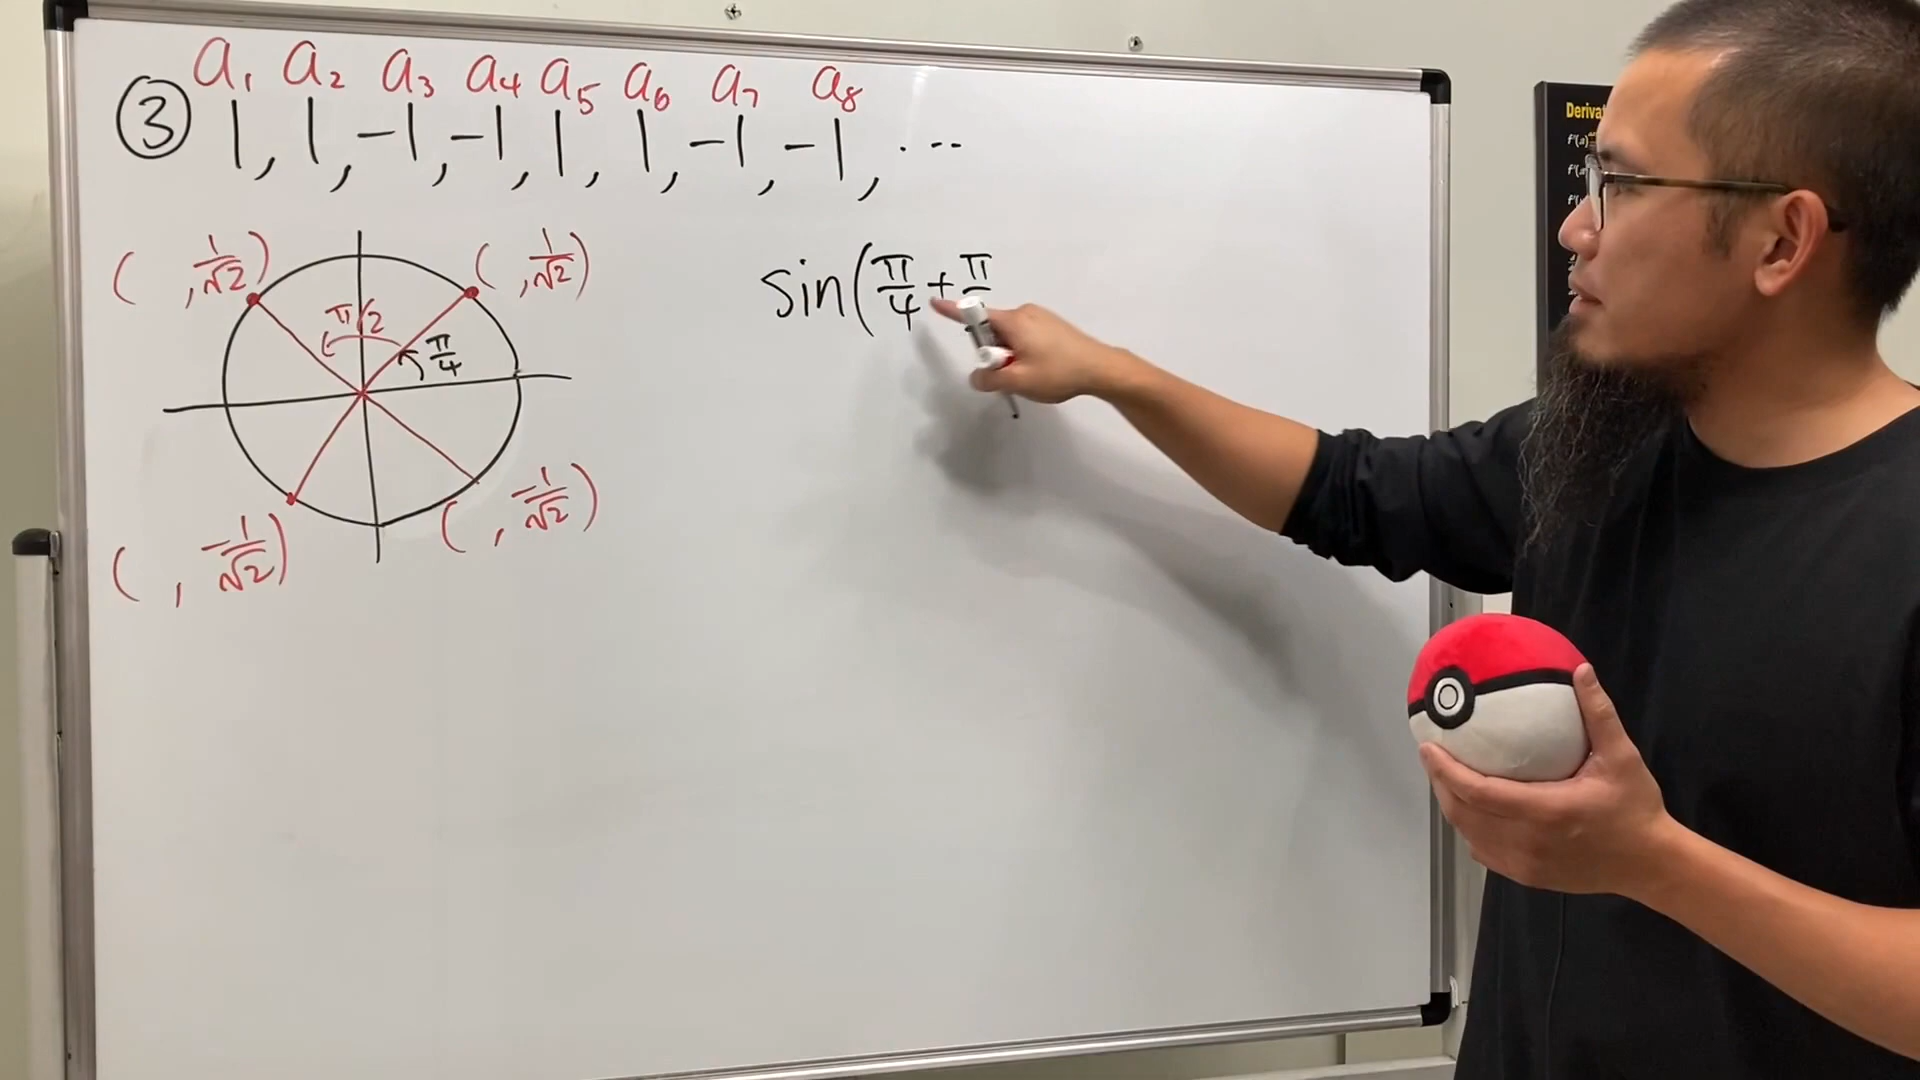 a₁ a₂ a₃ a₄ a₅ a₆ a₇ a₈
③ 1, 1, -1, -1, 1, 1, -1, -1, ...
( , 1/√2) ( , 1/√2)
sin(π/4 + π
π/2
π/4
( , -1/√2) ( , -1/√2)
Deriva